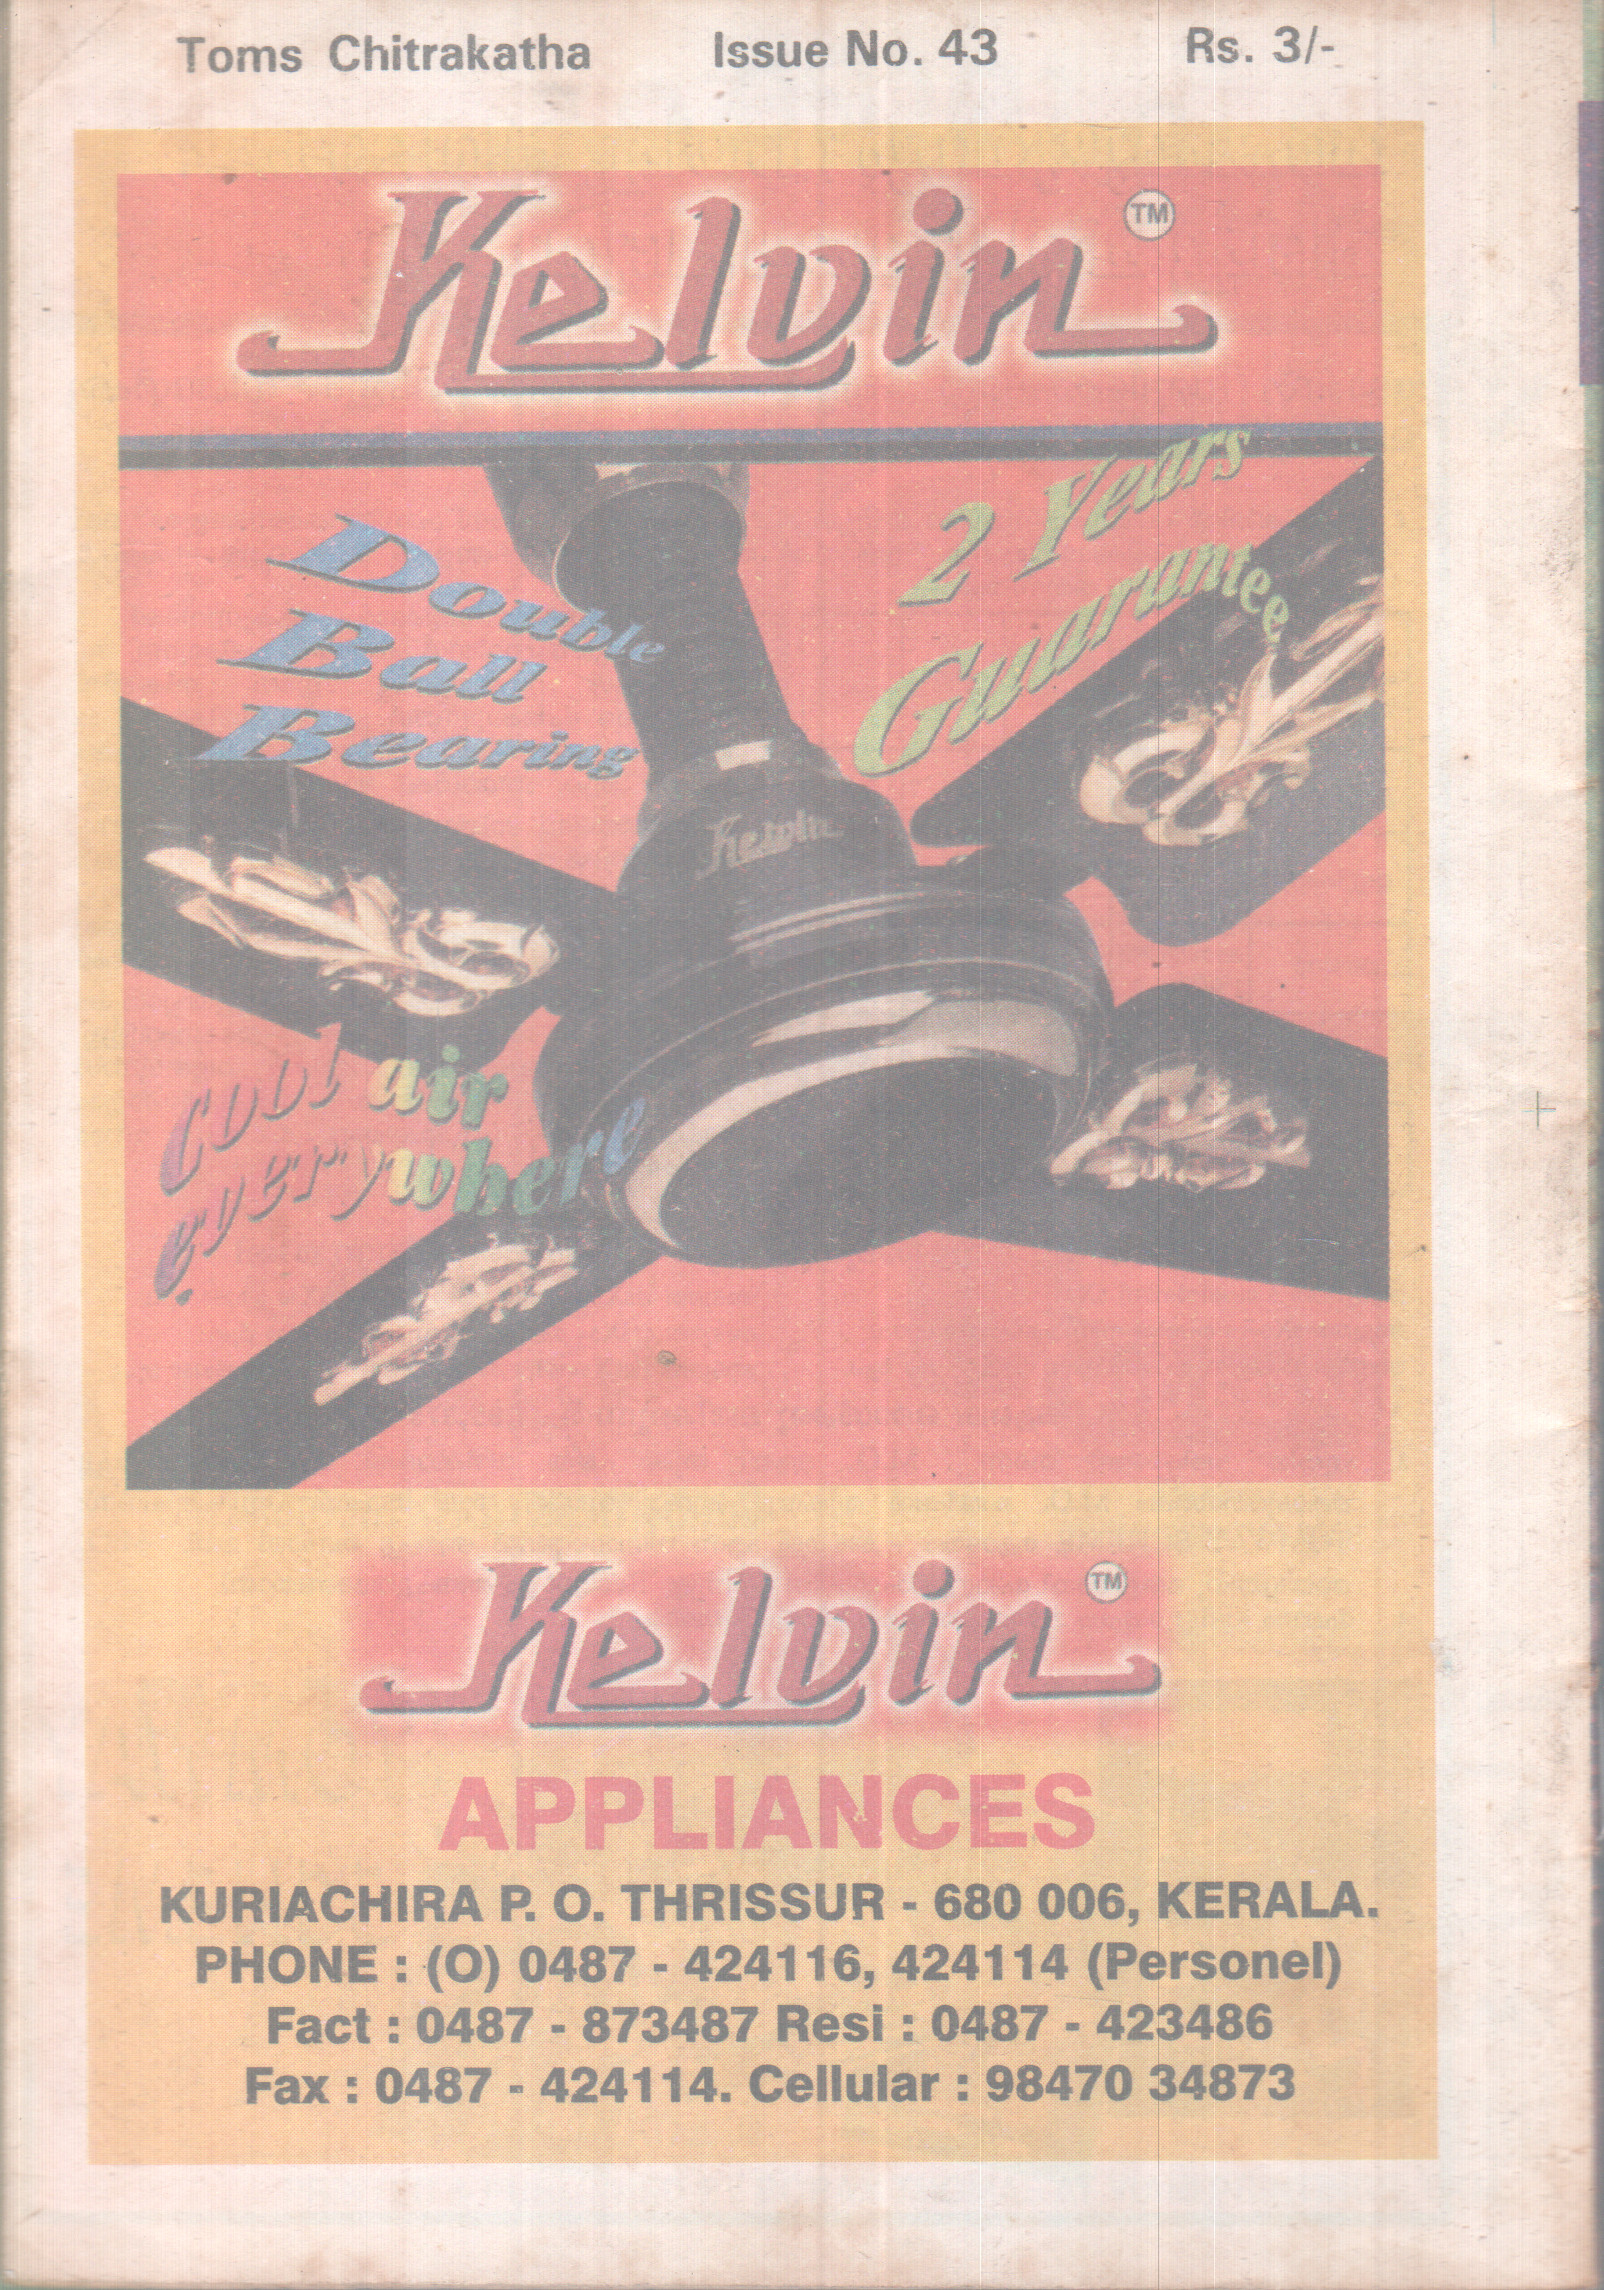 Toms Chitrakatha Issue No. 43 Rs. 3/-
Kelvin TM
2 Years
Guarantee
Double
Ball
Bearing
Kelvin
Cool air
everywhere
Kelvin TM
APPLIANCES
KURIACHIRA P. O. THRISSUR - 680 006, KERALA.
PHONE : (O) 0487 - 424116, 424114 (Personel)
Fact : 0487 - 873487 Resi : 0487 - 423486
Fax : 0487 - 424114. Cellular : 98470 34873